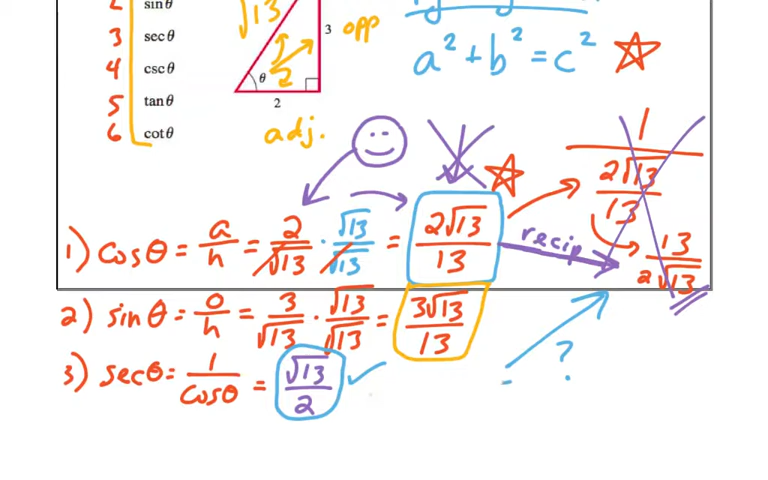 2 sinθ
3 secθ
4 cscθ
5 tanθ
6 cotθ
√13
3 opp
θ
2
2
adj.
a² + b² = c²
1) cosθ = a/h = 2/√13 · √13/√13 = 2√13/13
recip
1/(2√13/13)
13/2√13
2) sinθ = o/h = 3/√13 · √13/√13 = 3√13/13
3) secθ = 1/cosθ = √13/2
?